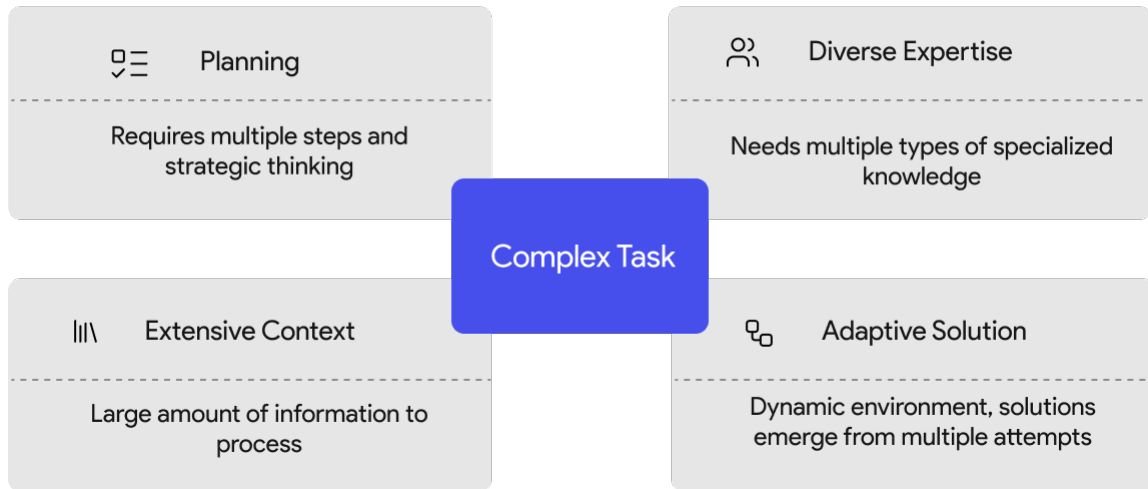 Planning
Requires multiple steps and
strategic thinking
Diverse Expertise
Needs multiple types of specialized
knowledge
Complex Task
Extensive Context
Large amount of information to
process
Adaptive Solution
Dynamic environment, solutions
emerge from multiple attempts